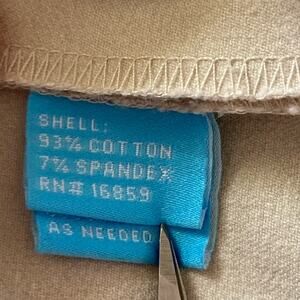 SHELL:
93% COTTON
7% SPANDEX
RN# 16859
AS NEEDED